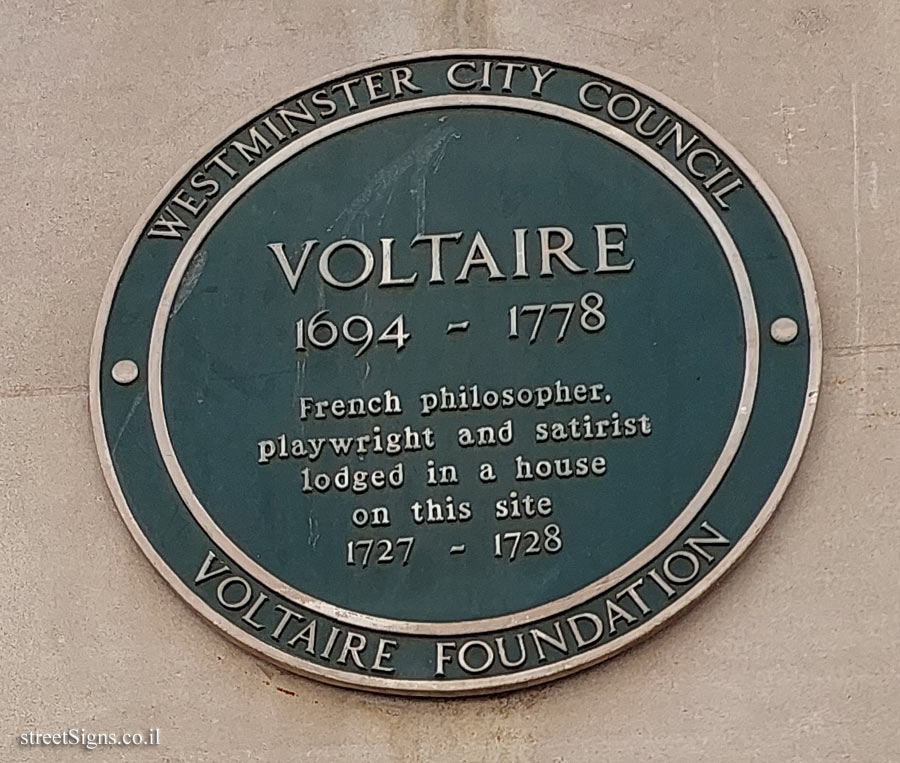 WESTMINSTER CITY COUNCIL
VOLTAIRE
1694 - 1778
French philosopher,
playwright and satirist
lodged in a house
on this site
1727 - 1728
VOLTAIRE FOUNDATION
streetSigns.co.il